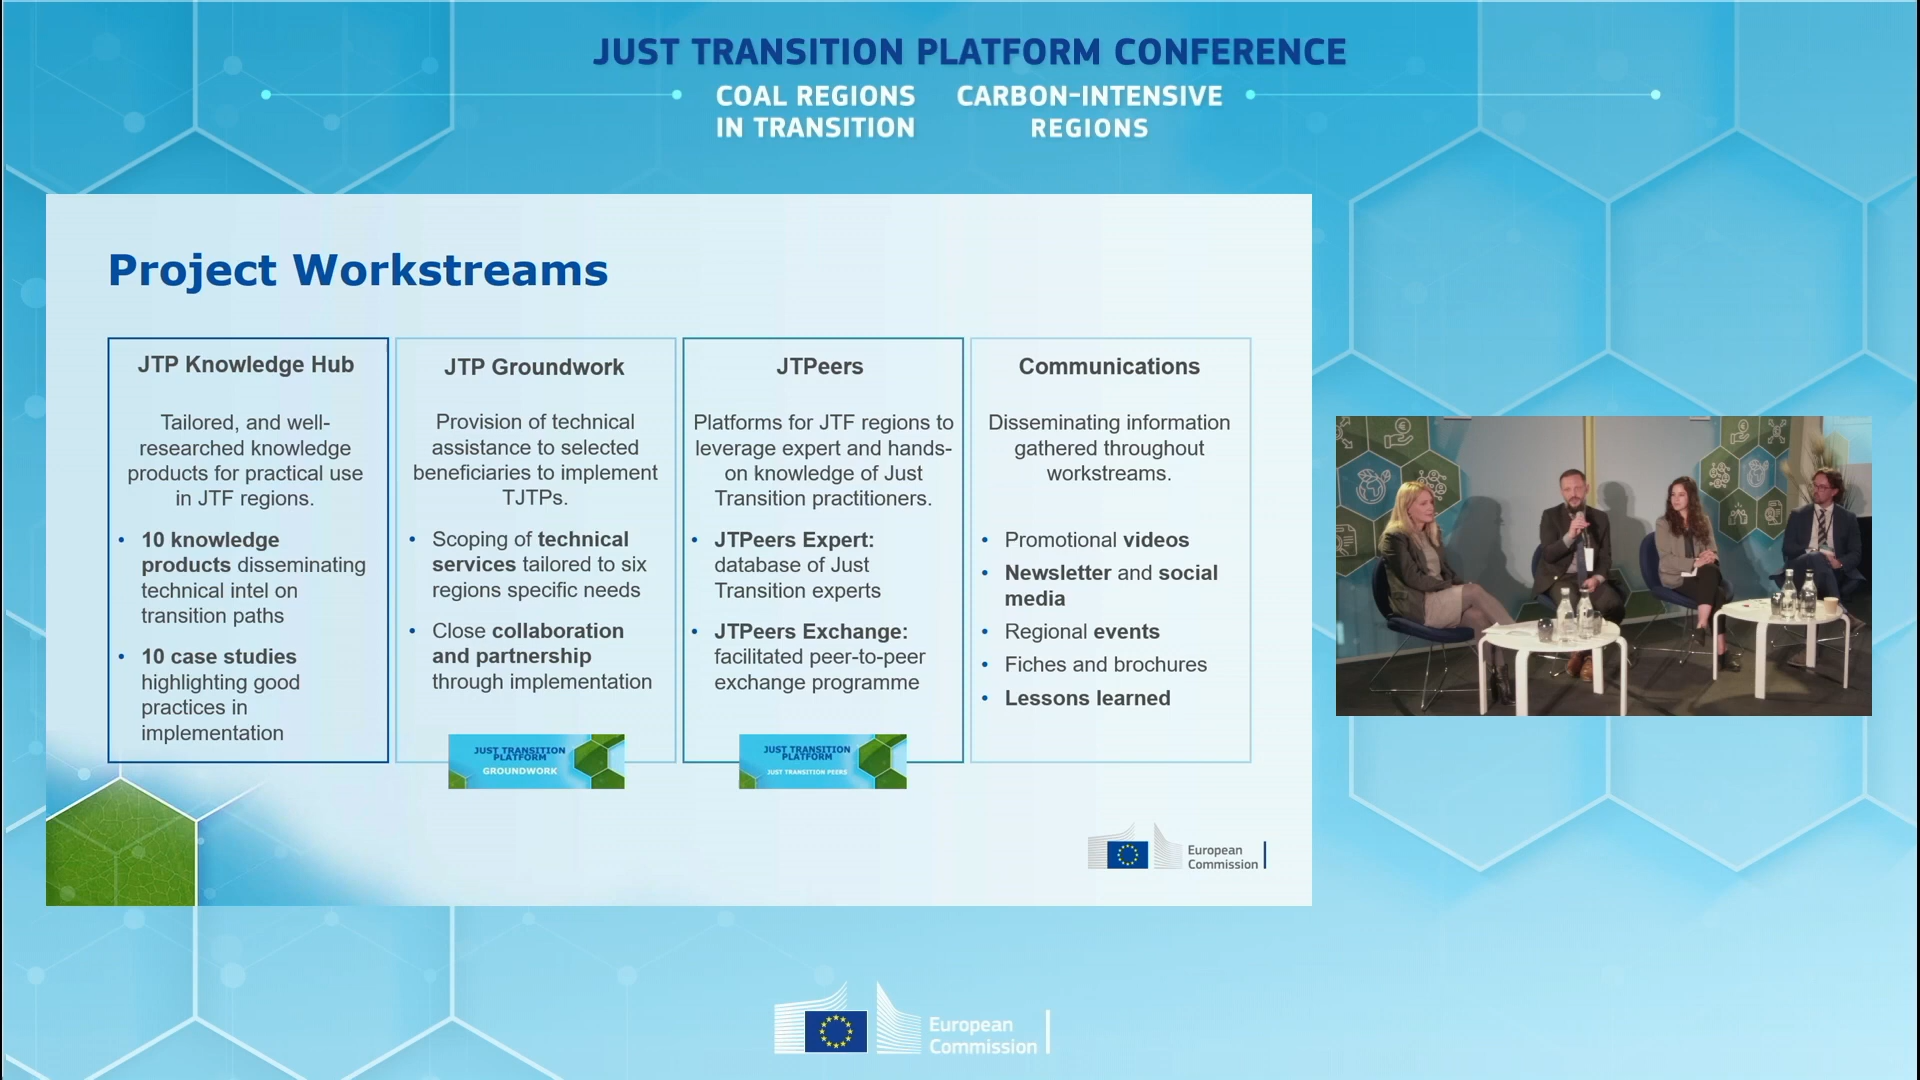 JUST TRANSITION PLATFORM CONFERENCE
COAL REGIONS
IN TRANSITION
CARBON-INTENSIVE
REGIONS
Project Workstreams
JTP Knowledge Hub
Tailored, and well-
researched knowledge
products for practical use
in JTF regions.
• 10 knowledge
products disseminating
technical intel on
transition paths
• 10 case studies
highlighting good
practices in
implementation
JTP Groundwork
Provision of technical
assistance to selected
beneficiaries to implement
TJTPs.
• Scoping of technical
services tailored to six
regions specific needs
• Close collaboration
and partnership
through implementation
JUST TRANSITION
PLATFORM
GROUNDWORK
JTPeers
Platforms for JTF regions to
leverage expert and hands-
on knowledge of Just
Transition practitioners.
• JTPeers Expert:
database of Just
Transition experts
• JTPeers Exchange:
facilitated peer-to-peer
exchange programme
JUST TRANSITION
PLATFORM
JUST TRANSITION PEERS
Communications
Disseminating information
gathered throughout
workstreams.
• Promotional videos
• Newsletter and social
media
• Regional events
• Fiches and brochures
• Lessons learned
European
Commission
European
Commission